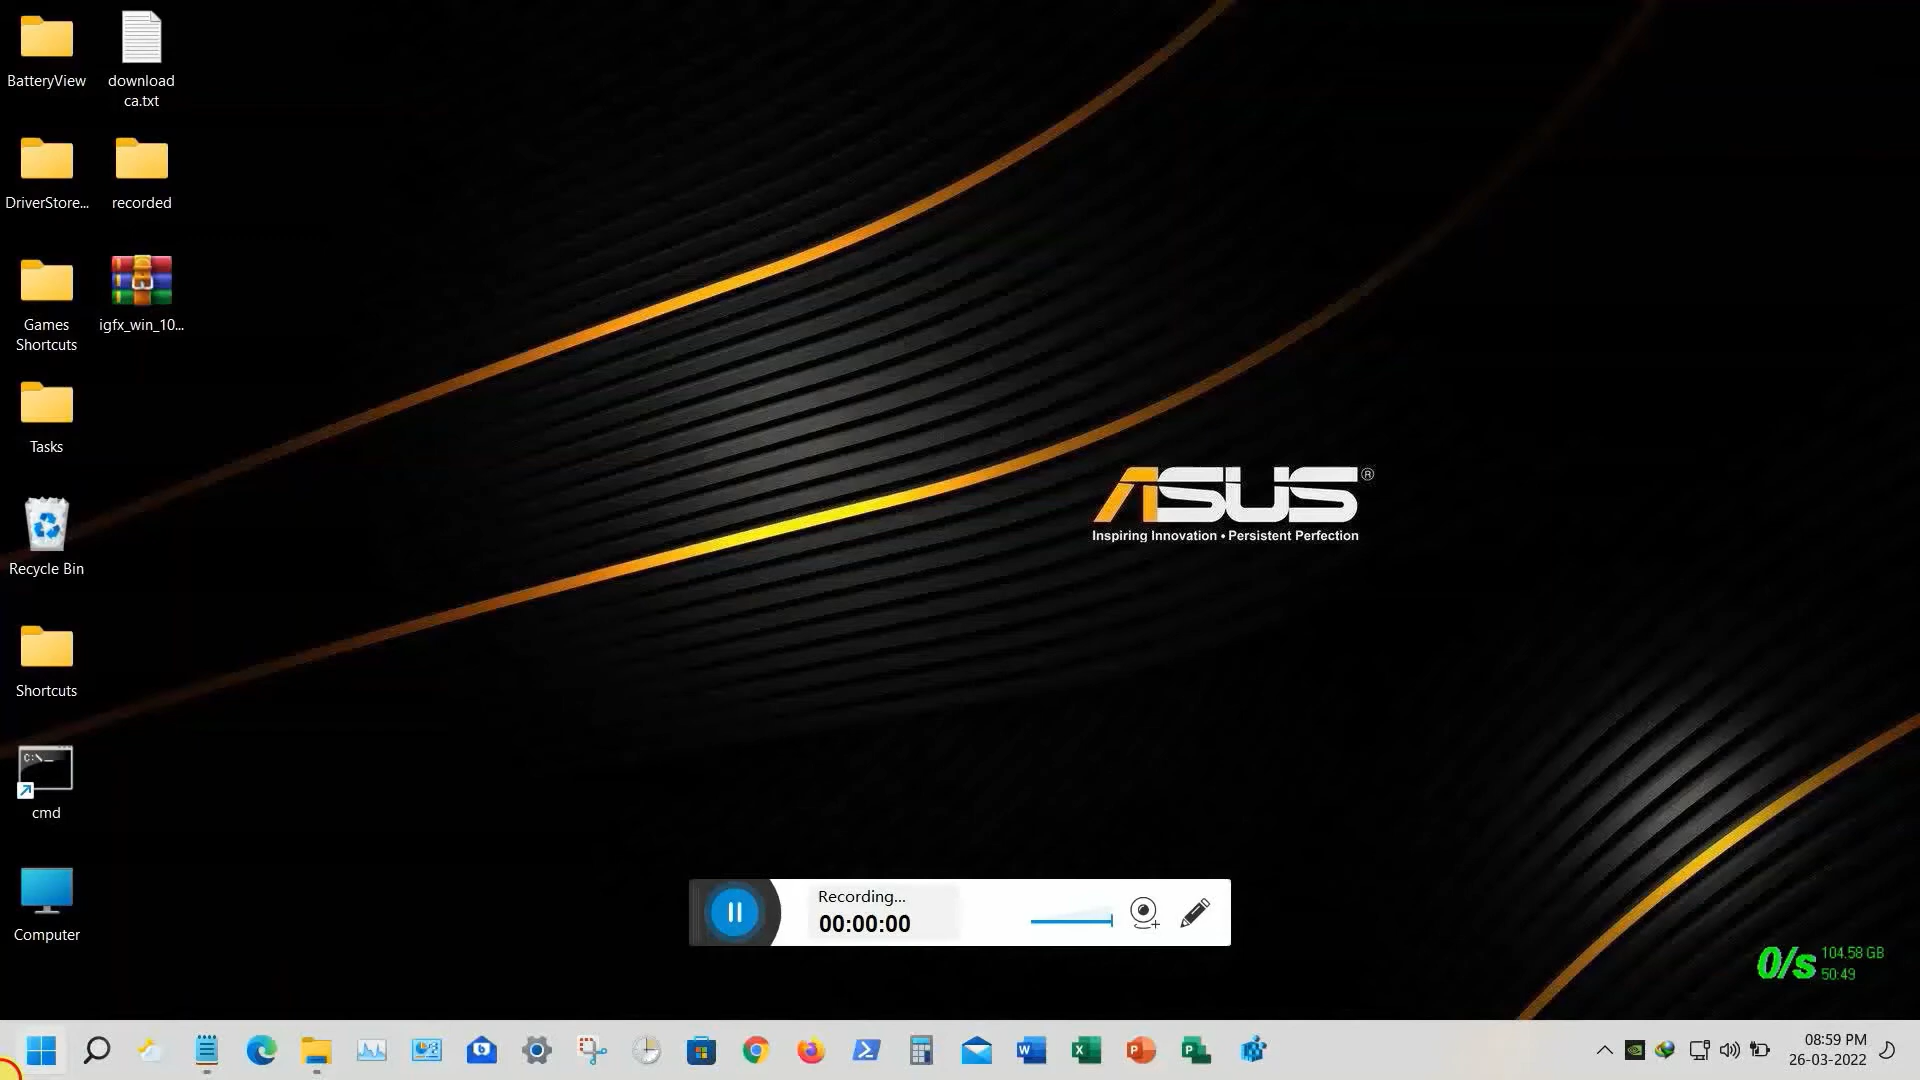 BatteryView
download
ca.txt
DriverStore...
recorded
Games
Shortcuts
igfx_win_10...
Tasks
ASUS®
Inspiring Innovation • Persistent Perfection
Recycle Bin
Shortcuts
C:\_
cmd
Computer
Recording...
00:00:00
0/s
104.58 GB
50:49
08:59 PM
26-03-2022